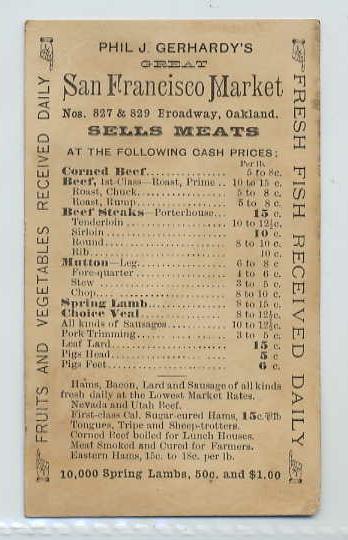 PHIL J. GERHARDY'S
GREAT
San Francisco Market
Nos. 827 & 829 Broadway, Oakland.
SELLS MEATS
AT THE FOLLOWING CASH PRICES:
Per lb.
Corned Beef 5 to 8c.
Beef, 1st-Class—Roast, Prime 10 to 15 c.
Roast, Chuck 5 to 8 c.
Roast, Rump 5 to 8 c.
Beef Steaks—Porterhouse 15 c.
Tenderloin 10 to 12½c.
Sirloin 10 c.
Round 8 to 10 c.
Rib 10 c.
Mutton—Leg 6 to 8 c
Fore-quarter 4 to 6 c.
Stew 3 to 5 c.
Chop 8 to 10 c.
Spring Lamb 8 to 15 c.
Choice Veal 8 to 12½c.
All kinds of Sausages 10 to 12½c.
Pork Trimming 3 to 5 c.
Leaf Lard 15 c.
Pigs Head 5 c
Pigs Feet 6 c.
Hams, Bacon, Lard and Sausage of all kinds
fresh daily at the Lowest Market Rates.
Nevada and Utah Beef.
First-class Cal. Sugar-cured Hams, 15c. ℔
Tongues, Tripe and Sheep-trotters.
Corned Beef boiled for Lunch Houses.
Meat Smoked and Cured for Farmers.
Eastern Hams, 15c. to 18c. per lb.
10,000 Spring Lambs, 50c. and $1.00
FRUITS AND VEGETABLES RECEIVED DAILY
FRESH FISH RECEIVED DAILY